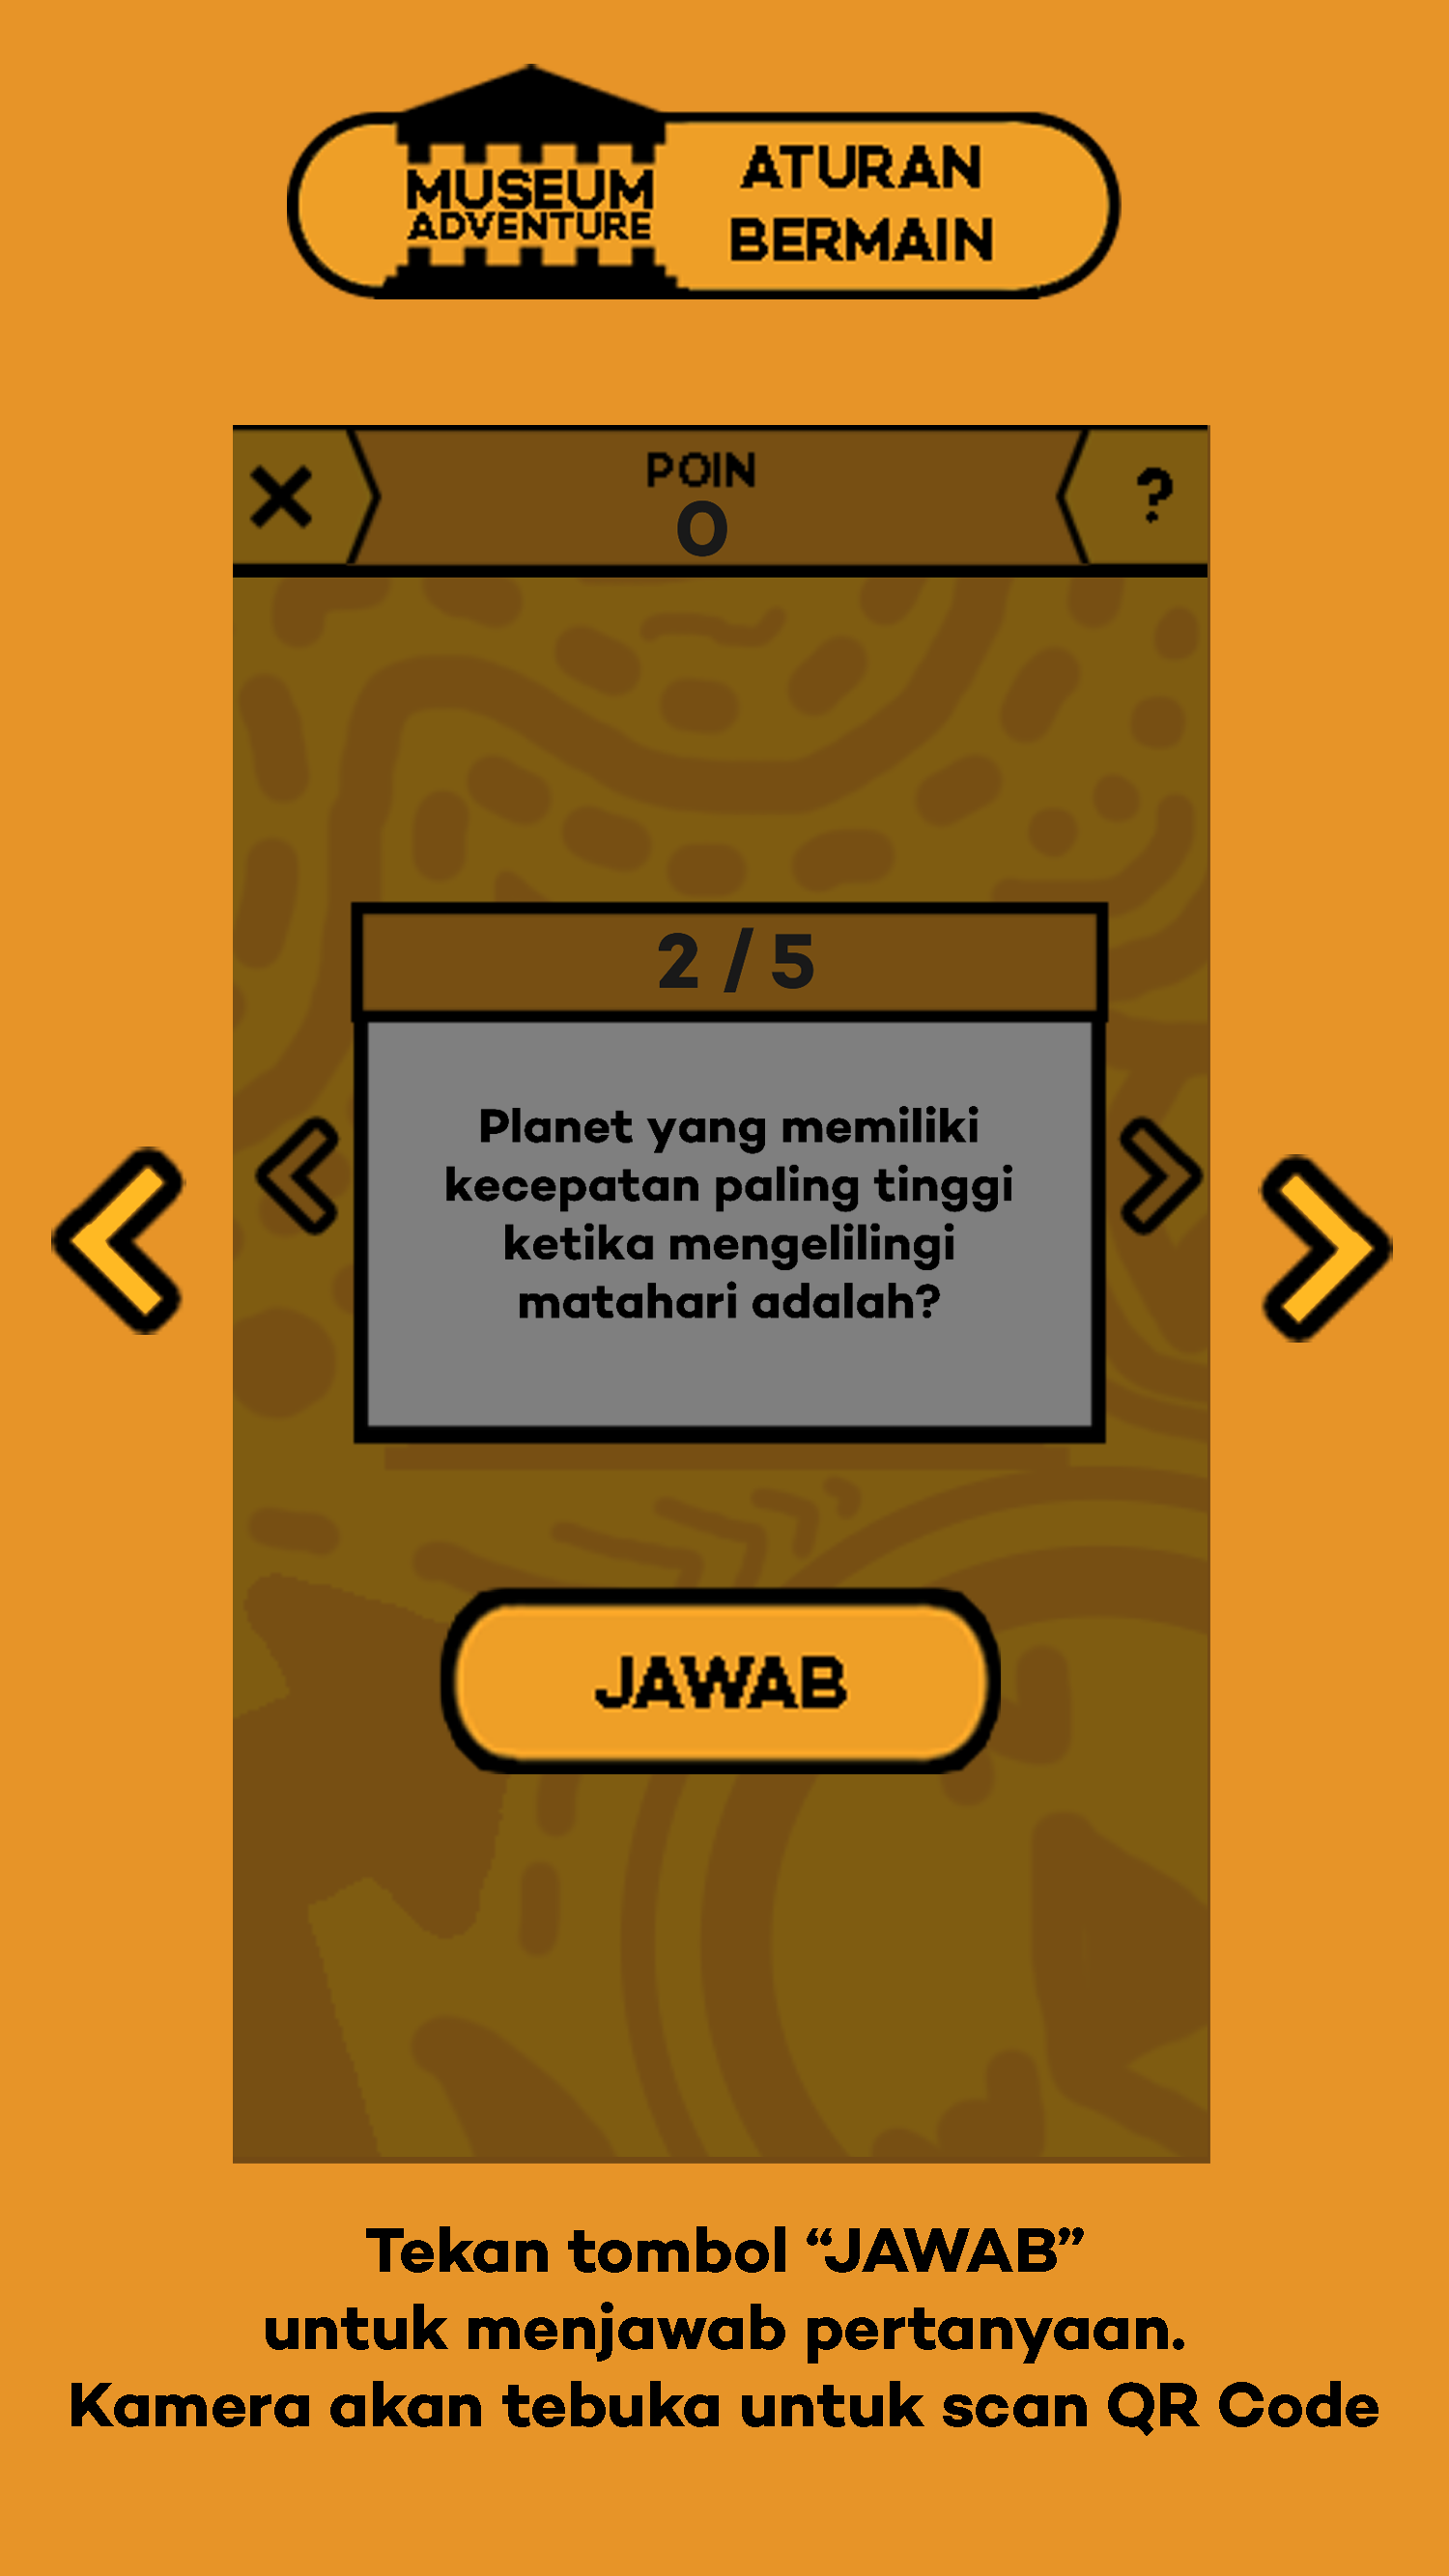 MUSEUM
ADVENTURE
ATURAN
BERMAIN
POIN
0
?
2 / 5
Planet yang memiliki
kecepatan paling tinggi
ketika mengelilingi
matahari adalah?
JAWAB
Tekan tombol “JAWAB”
untuk menjawab pertanyaan.
Kamera akan tebuka untuk scan QR Code